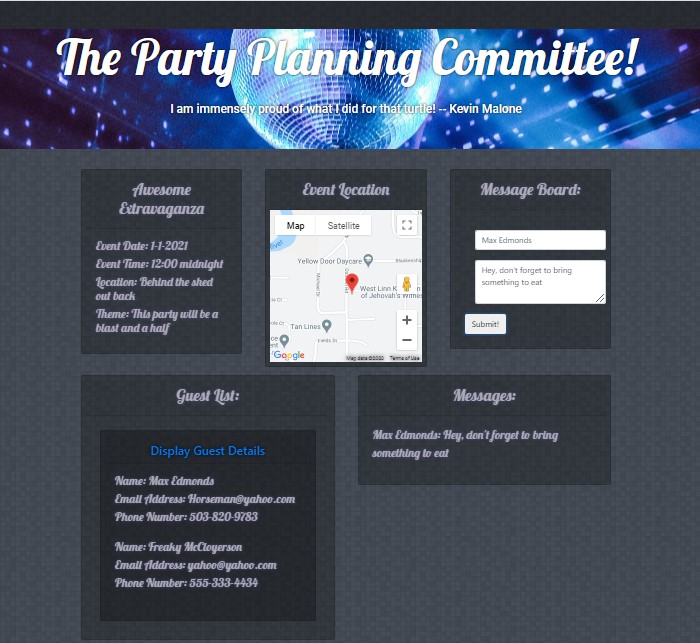 The Party Planning Committee!
I am immensely proud of what I did for that turtle! -- Kevin Malone
Awesome
Extravaganza
Event Date: 1-1-2021
Event Time: 12:00 midnight
Location: Behind the shed
out back
Theme: This party will be a
blast and a half
Event Location
Map Satellite
Yellow Door Daycare
West Linn
of Jehovah's Witnes
Tan Lines
Google
Map data ©2020 Terms of Use
Message Board:
Max Edmonds
Hey, don't forget to bring
something to eat
Submit!
Guest List:
Display Guest Details
Name: Max Edmonds
Email Address: Horseman@yahoo.com
Phone Number: 503-820-9783
Name: Freaky McCloyerson
Email Address: yahoo@yahoo.com
Phone Number: 555-333-4434
Messages:
Max Edmonds: Hey, don't forget to bring
something to eat